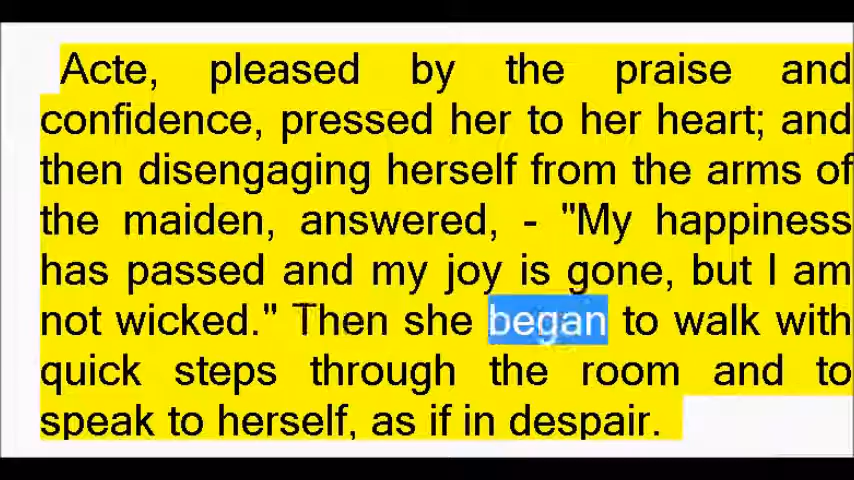 Acte, pleased by the praise and
confidence, pressed her to her heart; and
then disengaging herself from the arms of
the maiden, answered, - "My happiness
has passed and my joy is gone, but I am
not wicked." Then she began to walk with
quick steps through the room and to
speak to herself, as if in despair.